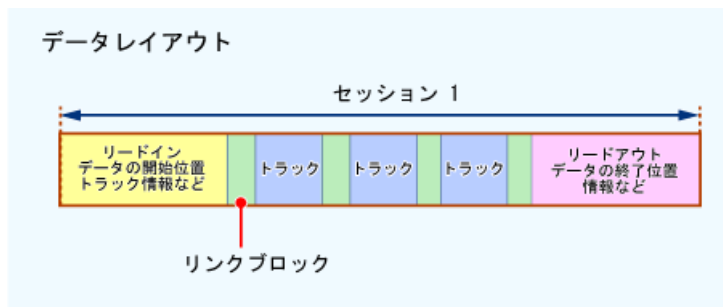 データレイアウト
セッション 1
リードイン
データの開始位置
トラック情報など
トラック
トラック
トラック
リードアウト
データの終了位置
情報など
リンクブロック